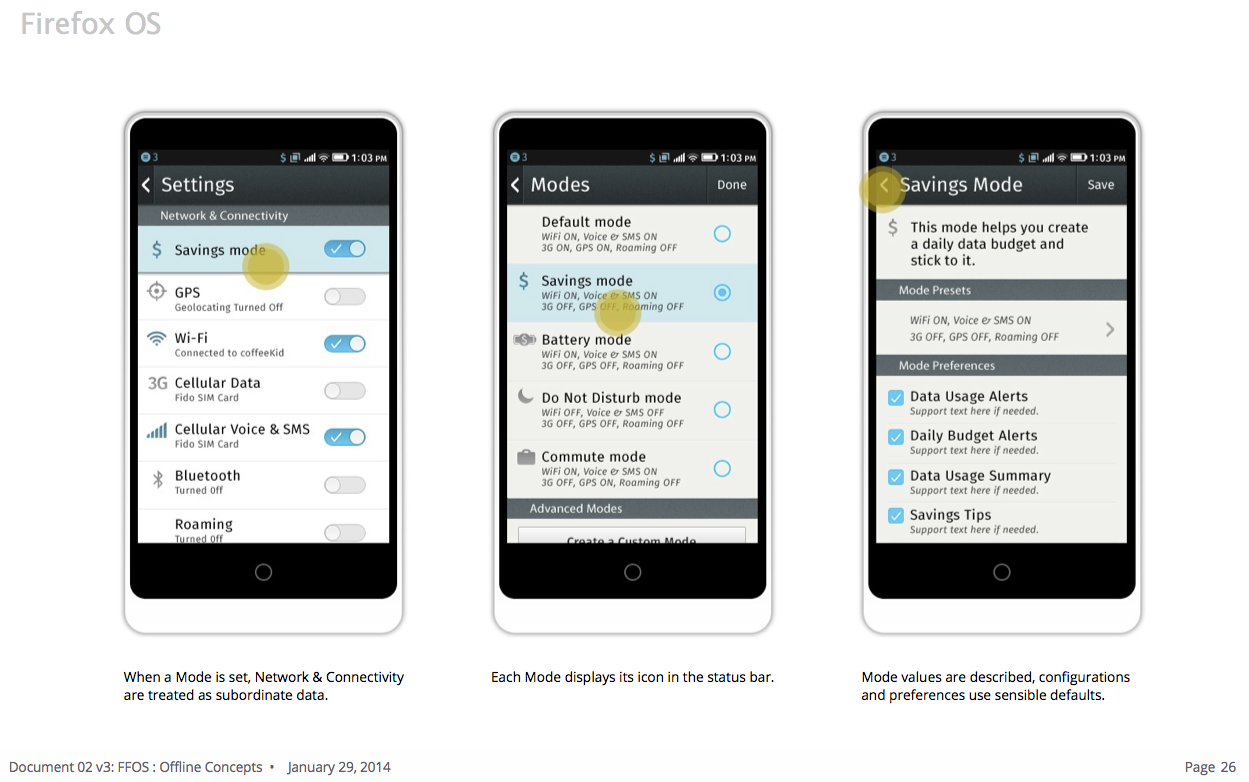 Firefox OS
3 $ 1:03 PM
Settings
Network & Connectivity
$ Savings mode
GPS
Geolocating Turned Off
Wi-Fi
Connected to coffeeKid
3G Cellular Data
Fido SIM Card
Cellular Voice & SMS
Fido SIM Card
Bluetooth
Turned Off
Roaming
Turned Off
When a Mode is set, Network & Connectivity
are treated as subordinate data.
3 $ 1:03 PM
Modes Done
Default mode
WiFi ON, Voice & SMS ON
3G ON, GPS ON, Roaming OFF
$ Savings mode
WiFi ON, Voice & SMS ON
3G OFF, GPS OFF, Roaming OFF
$ Battery mode
WiFi ON, Voice & SMS ON
3G OFF, GPS OFF, Roaming OFF
Do Not Disturb mode
WiFi OFF, Voice & SMS OFF
3G OFF, GPS OFF, Roaming OFF
Commute mode
WiFi ON, Voice & SMS ON
3G OFF, GPS ON, Roaming OFF
Advanced Modes
Create a Custom Mode
Each Mode displays its icon in the status bar.
3 $ 1:03 PM
Savings Mode Save
$ This mode helps you create
a daily data budget and
stick to it.
Mode Presets
WiFi ON, Voice & SMS ON
3G OFF, GPS OFF, Roaming OFF
Mode Preferences
Data Usage Alerts
Support text here if needed.
Daily Budget Alerts
Support text here if needed.
Data Usage Summary
Support text here if needed.
Savings Tips
Support text here if needed.
Mode values are described, configurations
and preferences use sensible defaults.
Document 02 v3: FFOS : Offline Concepts • January 29, 2014
Page 26